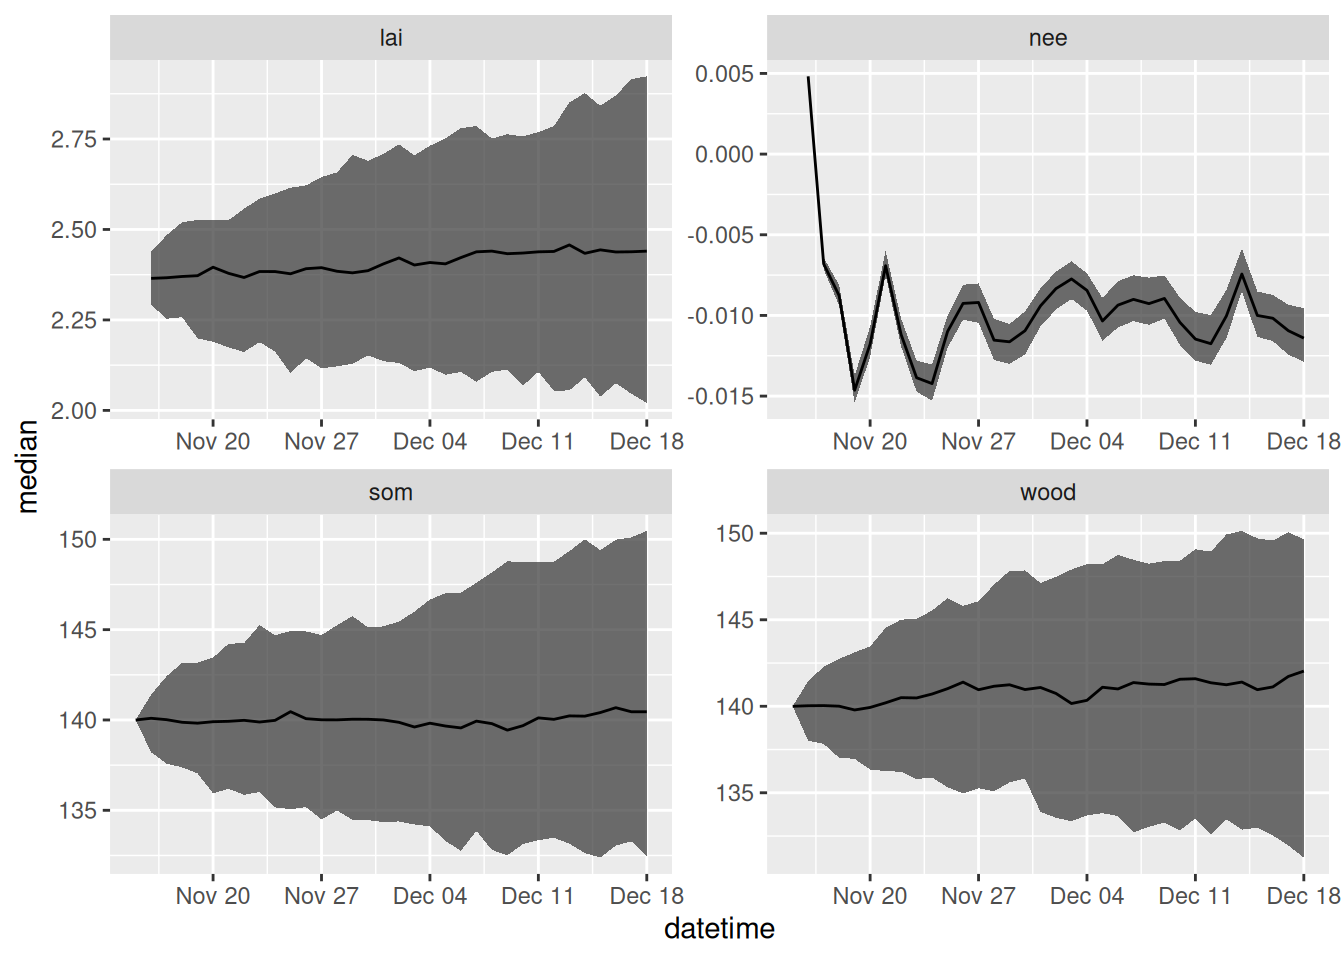 lai
nee
2.75
2.50
2.25
2.00
0.005
0.000
-0.005
-0.010
-0.015
Nov 20 Nov 27 Dec 04 Dec 11 Dec 18
Nov 20 Nov 27 Dec 04 Dec 11 Dec 18
median
som
wood
150
145
140
135
150
145
140
135
Nov 20 Nov 27 Dec 04 Dec 11 Dec 18
Nov 20 Nov 27 Dec 04 Dec 11 Dec 18
datetime